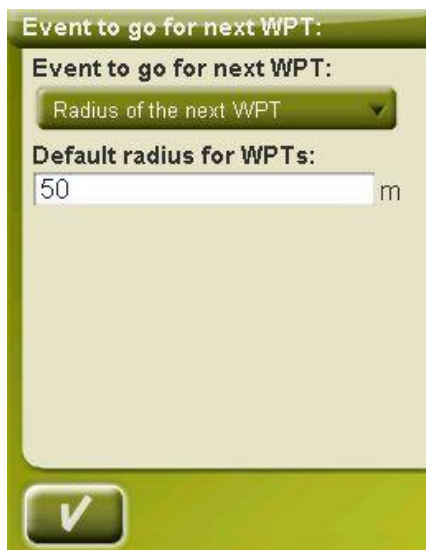 Event to go for next WPT:
Event to go for next WPT:
Radius of the next WPT
Default radius for WPTs:
50 m